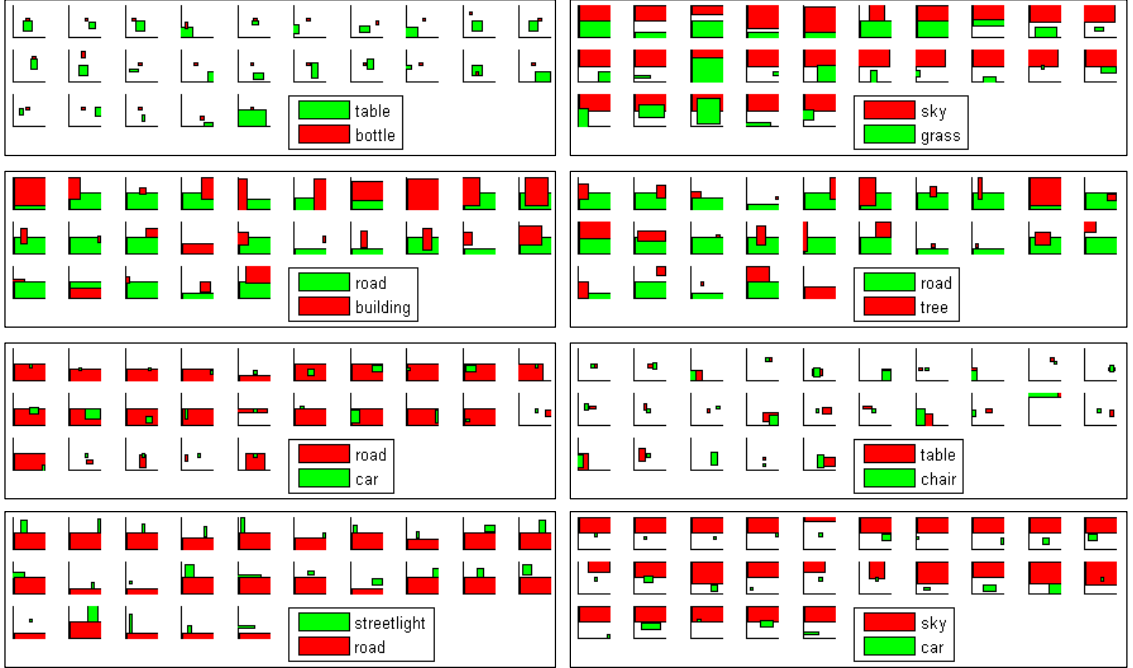 table
bottle
sky
grass
road
building
road
tree
road
car
table
chair
streetlight
road
sky
car